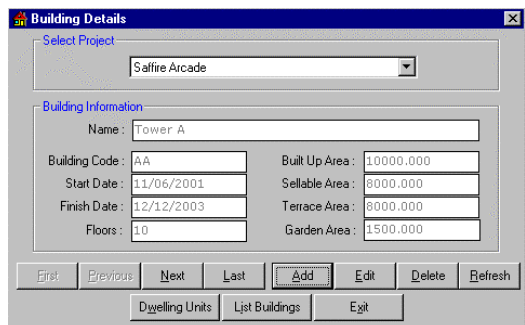 Building Details
Select Project
Saffire Arcade
Building Information
Name : Tower A
Building Code : AA Built Up Area : 10000.000
Start Date : 11/06/2001 Sellable Area : 8000.000
Finish Date : 12/12/2003 Terrace Area : 8000.000
Floors : 10 Garden Area : 1500.000
First Previous Next Last Add Edit Delete Refresh
Dwelling Units List Buildings Exit